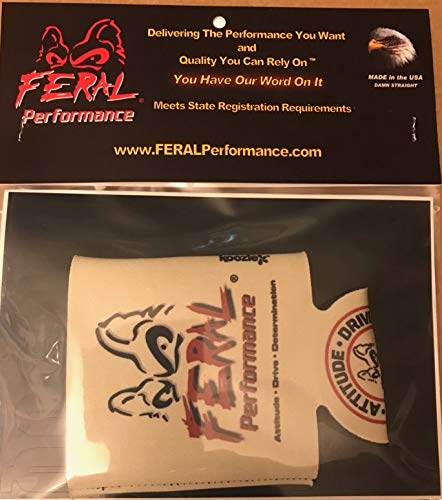 FERAL®
Performance
Delivering The Performance You Want
and
Quality You Can Rely On™
You Have Our Word On It
Meets State Registration Requirements
MADE in the USA
DAMN STRAIGHT
www.FERALPerformance.com
koozie
FERAL®
Performance
Attitude • Drive • Determination
ATTITUDE • DRIVE